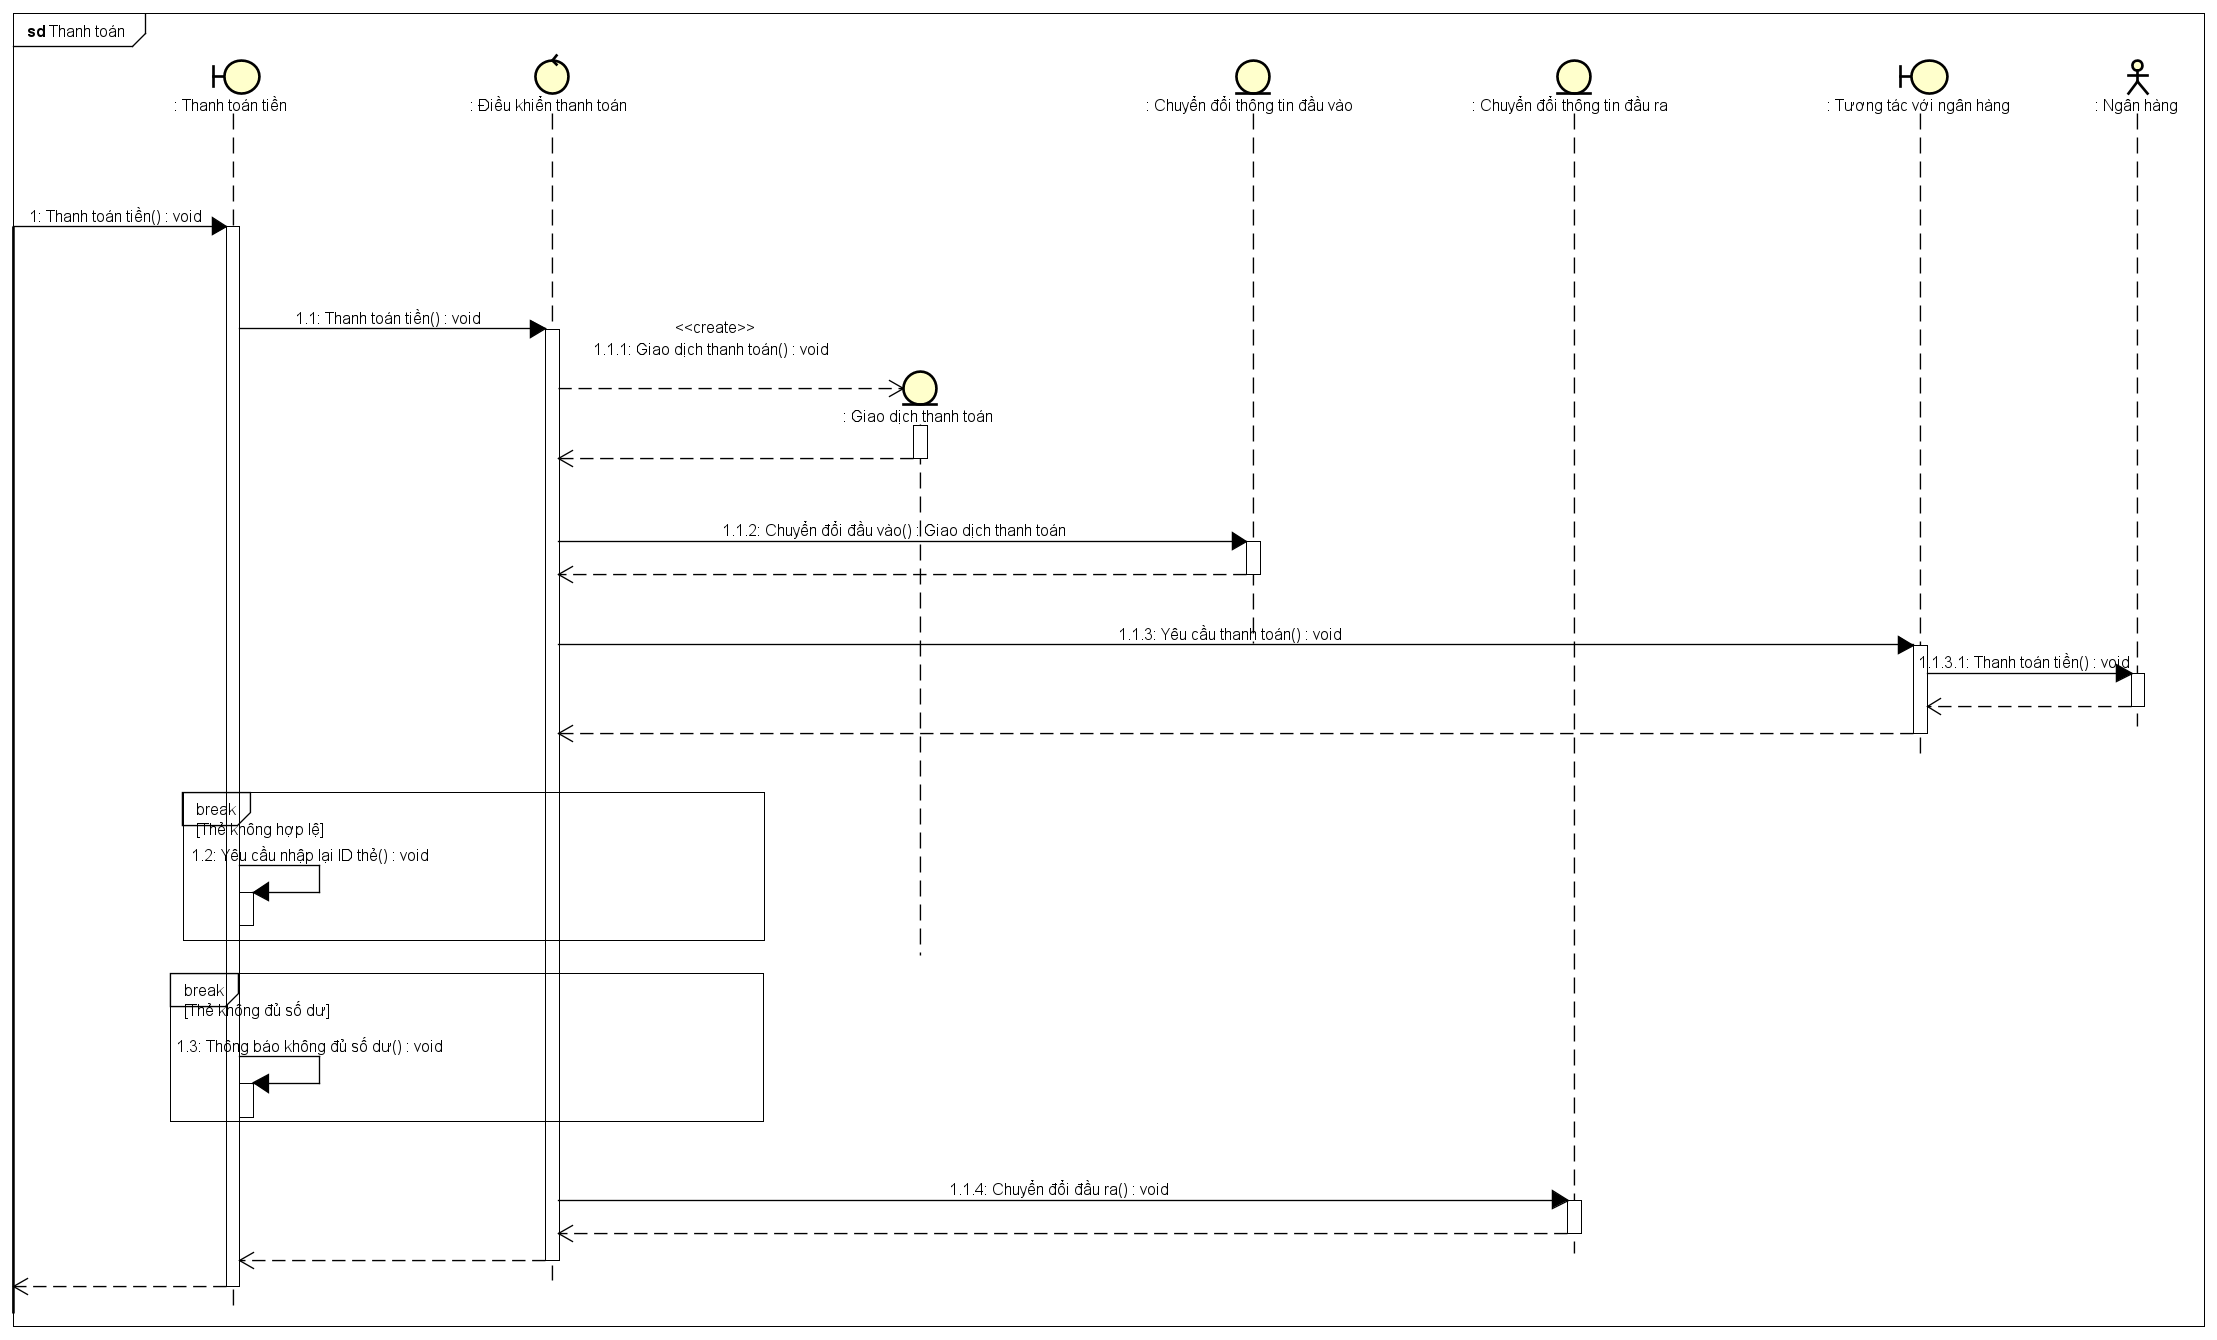 sd Thanh toán
: Thanh toán tiền
: Điều khiển thanh toán
: Chuyển đổi thông tin đầu vào
: Chuyển đổi thông tin đầu ra
: Tương tác với ngân hàng
: Ngân hàng
1: Thanh toán tiền() : void
1.1: Thanh toán tiền() : void
<<create>>
1.1.1: Giao dịch thanh toán() : void
: Giao dịch thanh toán
1.1.2: Chuyển đổi đầu vào() : Giao dịch thanh toán
1.1.3: Yêu cầu thanh toán() : void
1.1.3.1: Thanh toán tiền() : void
break
[Thẻ không hợp lệ]
1.2: Yêu cầu nhập lại ID thẻ() : void
break
[Thẻ không đủ số dư]
1.3: Thông báo không đủ số dư() : void
1.1.4: Chuyển đổi đầu ra() : void